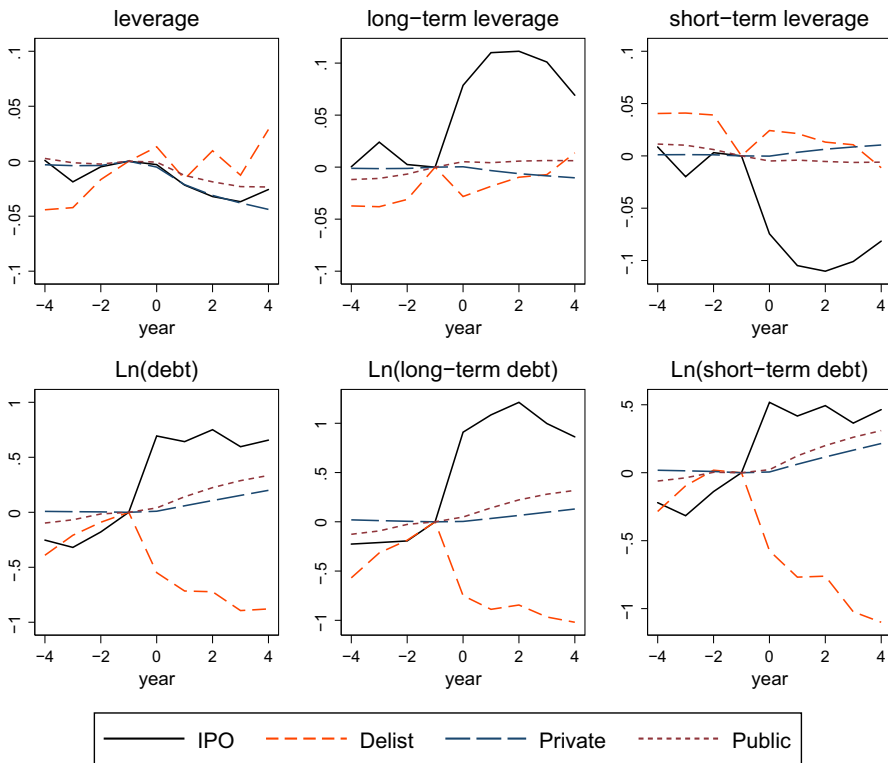 leverage
long−term leverage
short−term leverage
.1
.05
0
−.05
−.1
−4 −2 0 2 4
year
.1
.05
0
−.05
−.1
−4 −2 0 2 4
year
.1
.05
0
−.05
−.1
−4 −2 0 2 4
year
Ln(debt)
Ln(long−term debt)
Ln(short−term debt)
1
.5
0
−.5
−1
−4 −2 0 2 4
year
1
.5
0
−.5
−1
−4 −2 0 2 4
year
.5
0
−.5
−1
−4 −2 0 2 4
year
IPO Delist Private Public